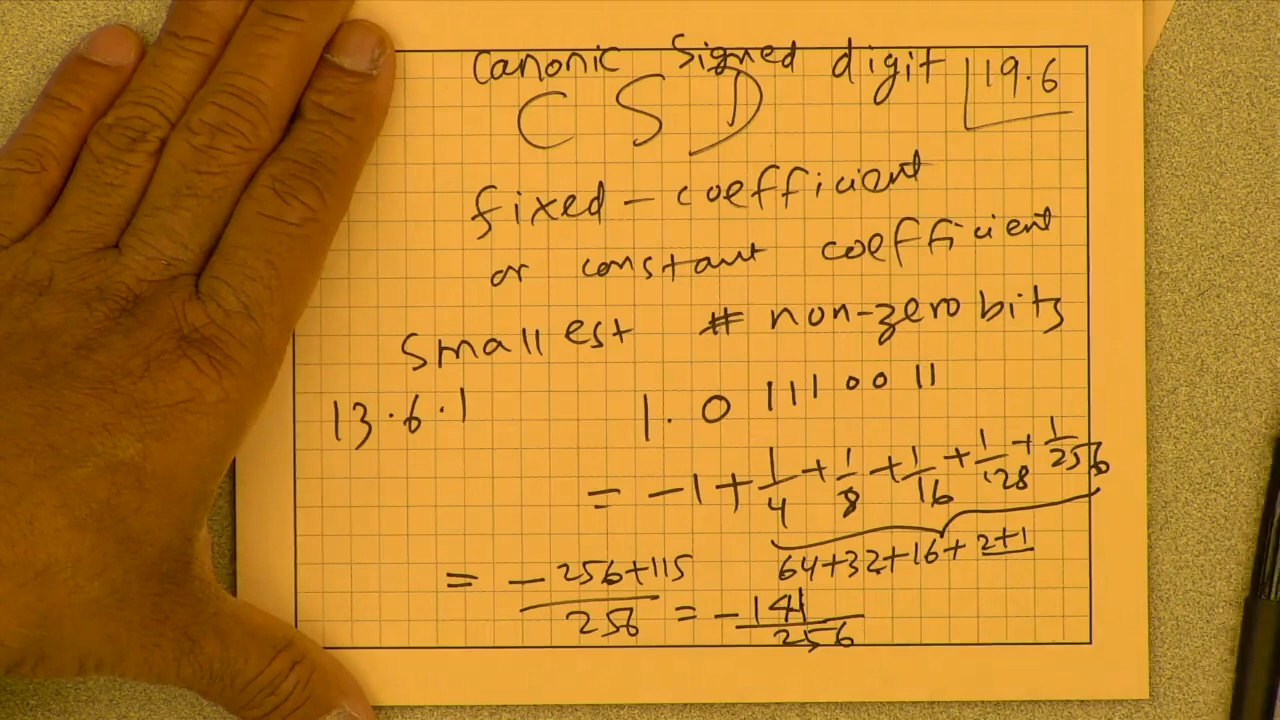 canonic signed digit 19.6
CSD
fixed-coefficient
or constant coefficient
smallest # non-zero bits
13.6.1 1.01110011
= -1 + 1/4 + 1/8 + 1/16 + 1/128 + 1/256
64+32+16+2+1
= -256+115/256 = -141/256